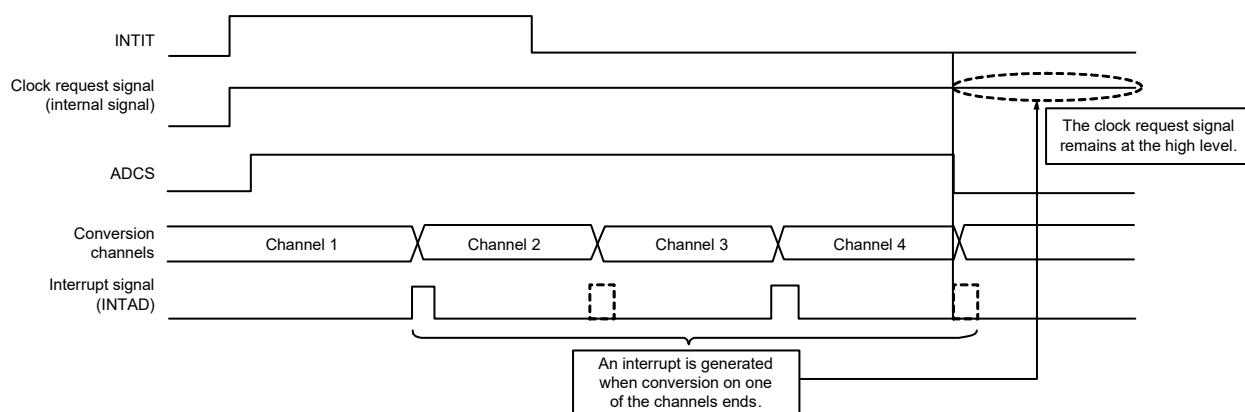 INTIT
Clock request signal
(internal signal)
The clock request signal
remains at the high level.
ADCS
Conversion
channels
Channel 1
Channel 2
Channel 3
Channel 4
Interrupt signal
(INTAD)
An interrupt is generated
when conversion on one
of the channels ends.